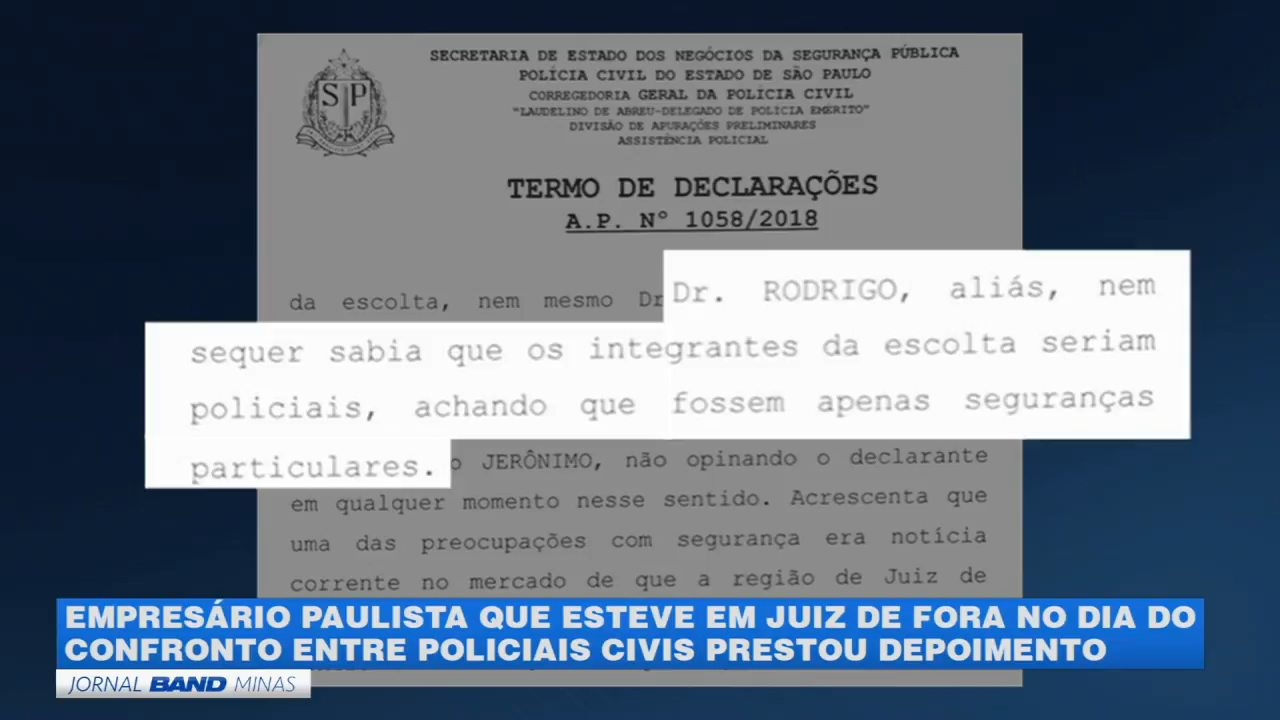 SP
SECRETARIA DE ESTADO DOS NEGÓCIOS DA SEGURANÇA PÚBLICA
POLÍCIA CIVIL DO ESTADO DE SÃO PAULO
CORREGEDORIA GERAL DA POLÍCIA CIVIL
"LAUDELINO DE ABREU-DELEGADO DE POLICIA EMERITO"
DIVISÃO DE APURAÇÕES PRELIMINARES
ASSISTÊNCIA POLICIAL
TERMO DE DECLARAÇÕES
A.P. Nº 1058/2018
da escolta, nem mesmo Dr
Dr. RODRIGO, aliás, nem
sequer sabia que os integrantes da escolta seriam
policiais, achando que fossem apenas seguranças
particulares.
o JERÔNIMO, não opinando o declarante
em qualquer momento nesse sentido. Acrescenta que
uma das preocupações com segurança era notícia
corrente no mercado de que a região de Juiz de
EMPRESÁRIO PAULISTA QUE ESTEVE EM JUIZ DE FORA NO DIA DO
CONFRONTO ENTRE POLICIAIS CIVIS PRESTOU DEPOIMENTO
JORNAL BAND MINAS